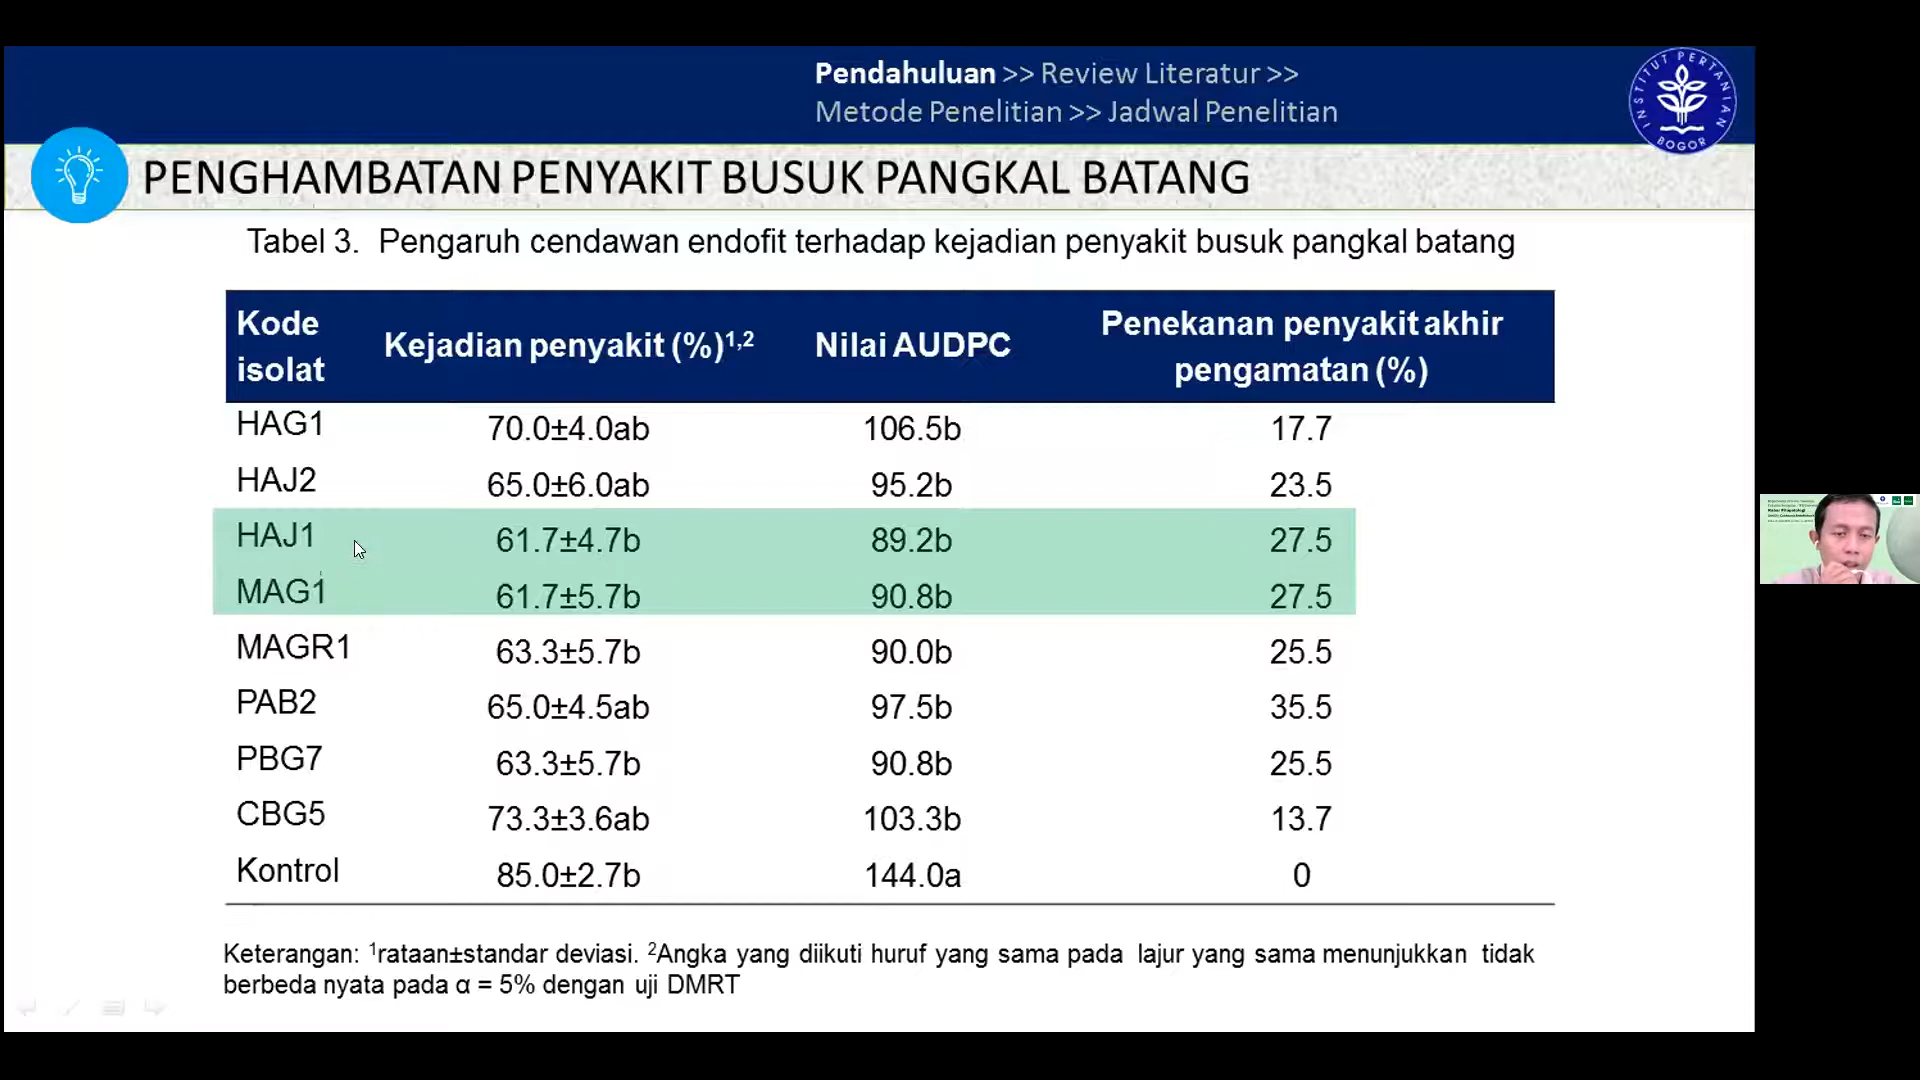 Pendahuluan >> Review Literatur >>
Metode Penelitian >> Jadwal Penelitian
INSTITUT PERTANIAN
BOGOR
PENGHAMBATAN PENYAKIT BUSUK PANGKAL BATANG
Tabel 3. Pengaruh cendawan endofit terhadap kejadian penyakit busuk pangkal batang
Kode isolat Kejadian penyakit (%)¹,² Nilai AUDPC Penekanan penyakit akhir pengamatan (%)
HAG1 70.0±4.0ab 106.5b 17.7
HAJ2 65.0±6.0ab 95.2b 23.5
HAJ1 61.7±4.7b 89.2b 27.5
MAG1 61.7±5.7b 90.8b 27.5
MAGR1 63.3±5.7b 90.0b 25.5
PAB2 65.0±4.5ab 97.5b 35.5
PBG7 63.3±5.7b 90.8b 25.5
CBG5 73.3±3.6ab 103.3b 13.7
Kontrol 85.0±2.7b 144.0a 0
Keterangan: ¹rataan±standar deviasi. ²Angka yang diikuti huruf yang sama pada lajur yang sama menunjukkan tidak
berbeda nyata pada α = 5% dengan uji DMRT